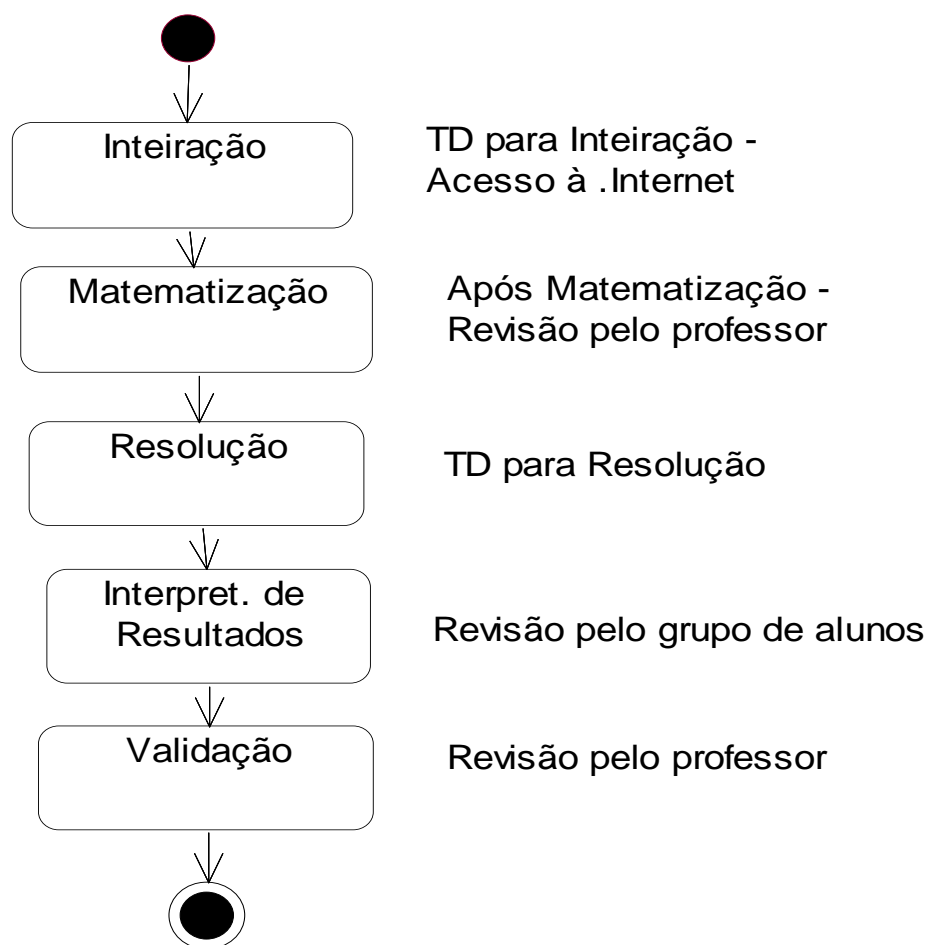 Inteiração
TD para Inteiração -
Acesso à .Internet
Matematização
Após Matematização -
Revisão pelo professor
Resolução
TD para Resolução
Interpret. de
Resultados
Revisão pelo grupo de alunos
Validação
Revisão pelo professor